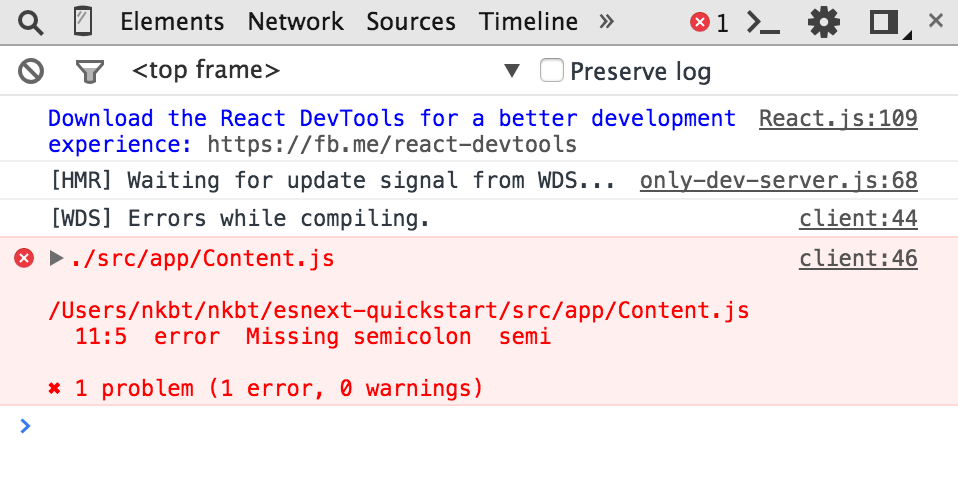 Elements Network Sources Timeline » 1
<top frame> ▼ Preserve log
Download the React DevTools for a better development React.js:109
experience: https://fb.me/react-devtools
[HMR] Waiting for update signal from WDS... only-dev-server.js:68
[WDS] Errors while compiling. client:44
▶./src/app/Content.js client:46
/Users/nkbt/nkbt/esnext-quickstart/src/app/Content.js
11:5 error Missing semicolon semi
✖ 1 problem (1 error, 0 warnings)